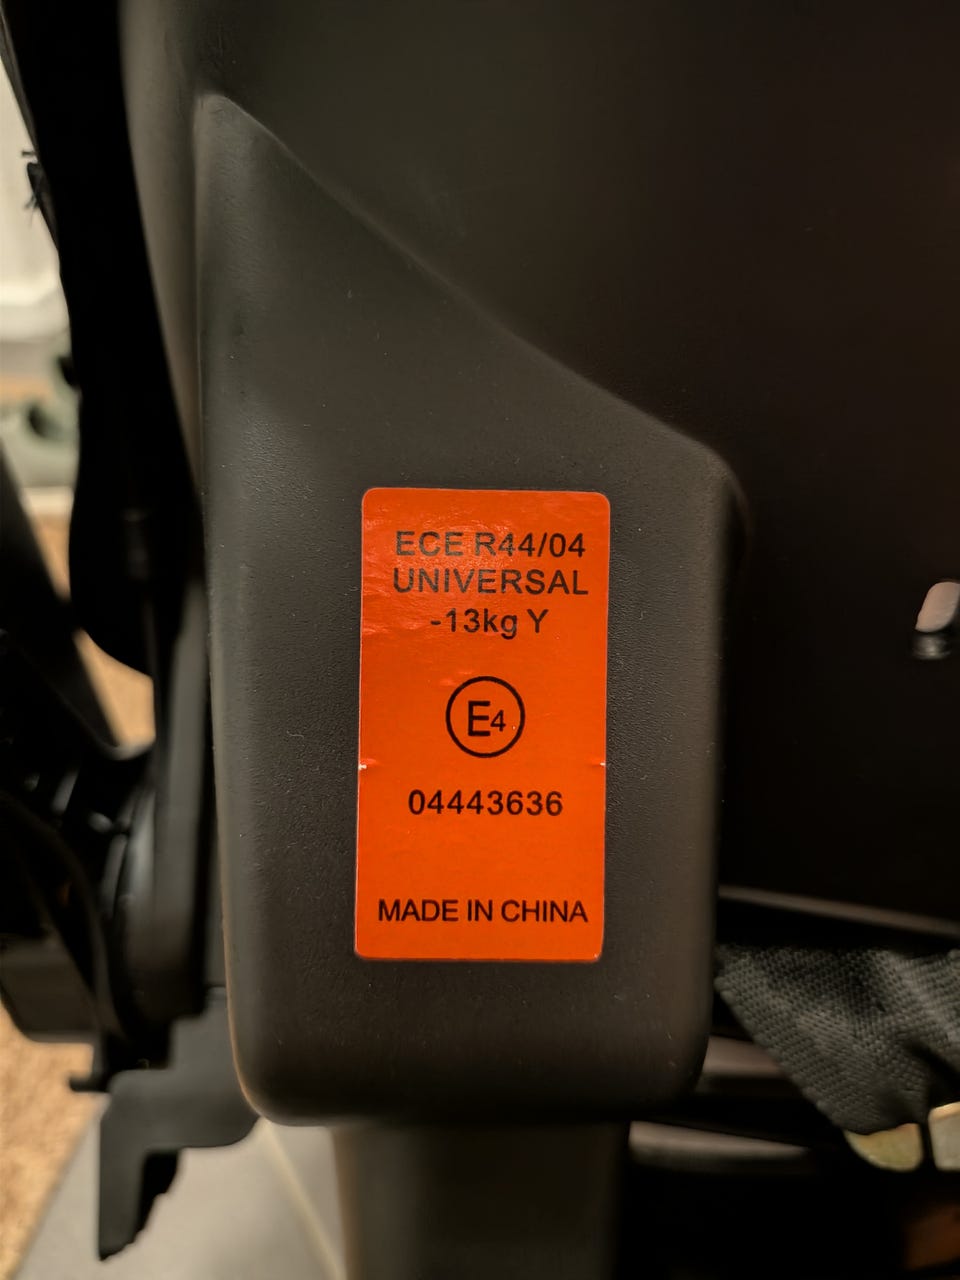 ECE R44/04
UNIVERSAL
-13kg Y
E4
04443636
MADE IN CHINA